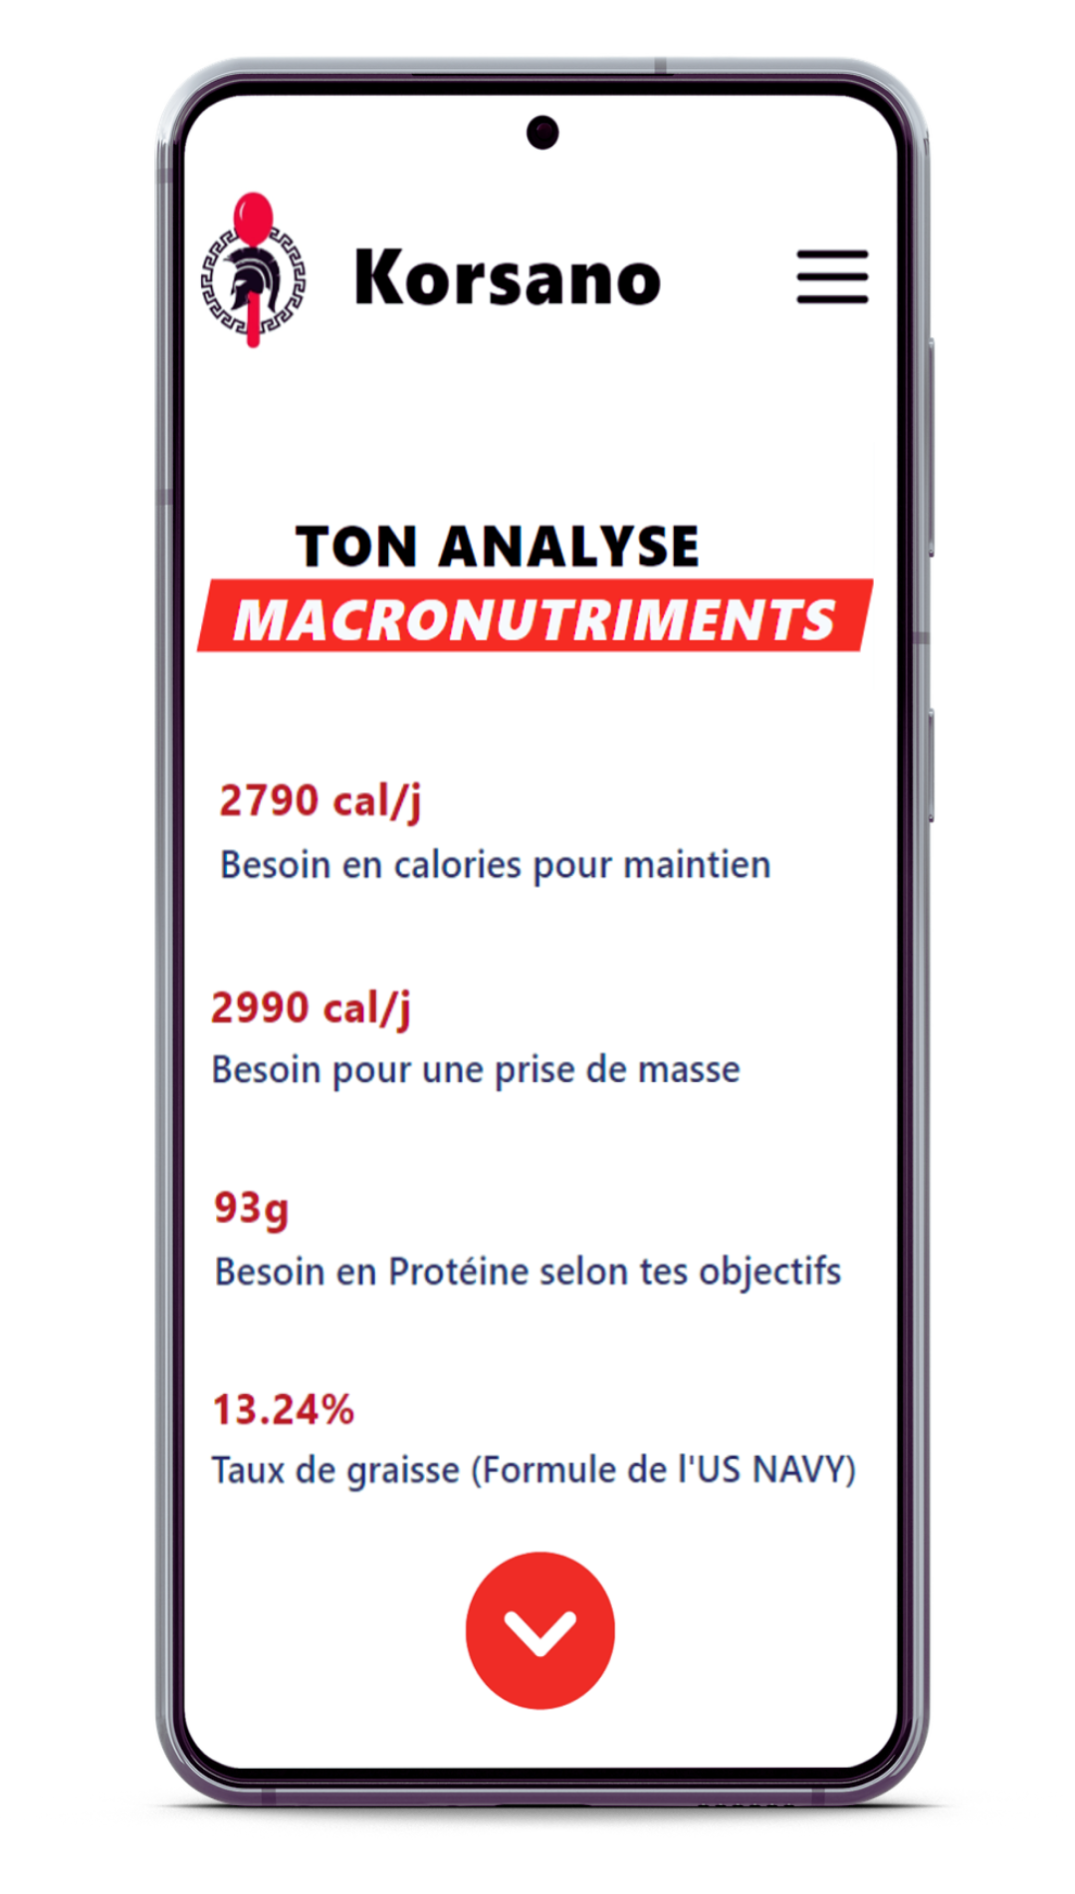 Korsano
TON ANALYSE
MACRONUTRIMENTS
2790 cal/j
Besoin en calories pour maintien
2990 cal/j
Besoin pour une prise de masse
93g
Besoin en Protéine selon tes objectifs
13.24%
Taux de graisse (Formule de l'US NAVY)